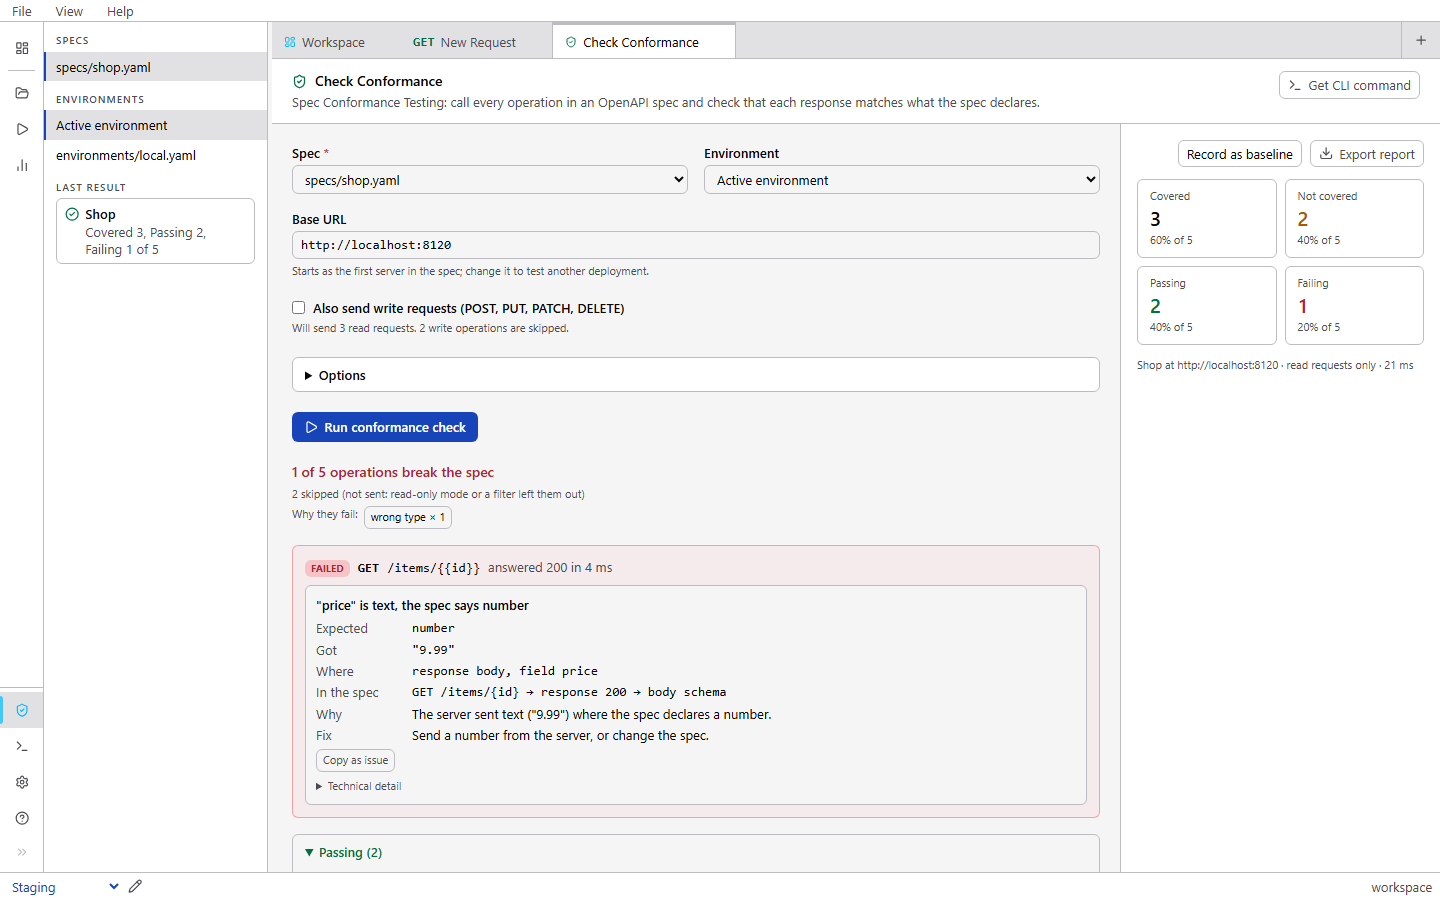 File View Help
SPECS
specs/shop.yaml
ENVIRONMENTS
Active environment
environments/local.yaml
LAST RESULT
Shop
Covered 3, Passing 2,
Failing 1 of 5
Workspace
GET New Request
Check Conformance
+
Check Conformance
Spec Conformance Testing: call every operation in an OpenAPI spec and check that each response matches what the spec declares.
Get CLI command
Spec *
specs/shop.yaml
Environment
Active environment
Base URL
http://localhost:8120
Starts as the first server in the spec; change it to test another deployment.
Also send write requests (POST, PUT, PATCH, DELETE)
Will send 3 read requests. 2 write operations are skipped.
Options
Run conformance check
1 of 5 operations break the spec
2 skipped (not sent: read-only mode or a filter left them out)
Why they fail: wrong type × 1
FAILED GET /items/{{id}} answered 200 in 4 ms
"price" is text, the spec says number
Expected number
Got "9.99"
Where response body, field price
In the spec GET /items/{id} → response 200 → body schema
Why The server sent text ("9.99") where the spec declares a number.
Fix Send a number from the server, or change the spec.
Copy as issue
Technical detail
Passing (2)
Record as baseline
Export report
Covered
3
60% of 5
Not covered
2
40% of 5
Passing
2
40% of 5
Failing
1
20% of 5
Shop at http://localhost:8120 · read requests only · 21 ms
Staging
workspace